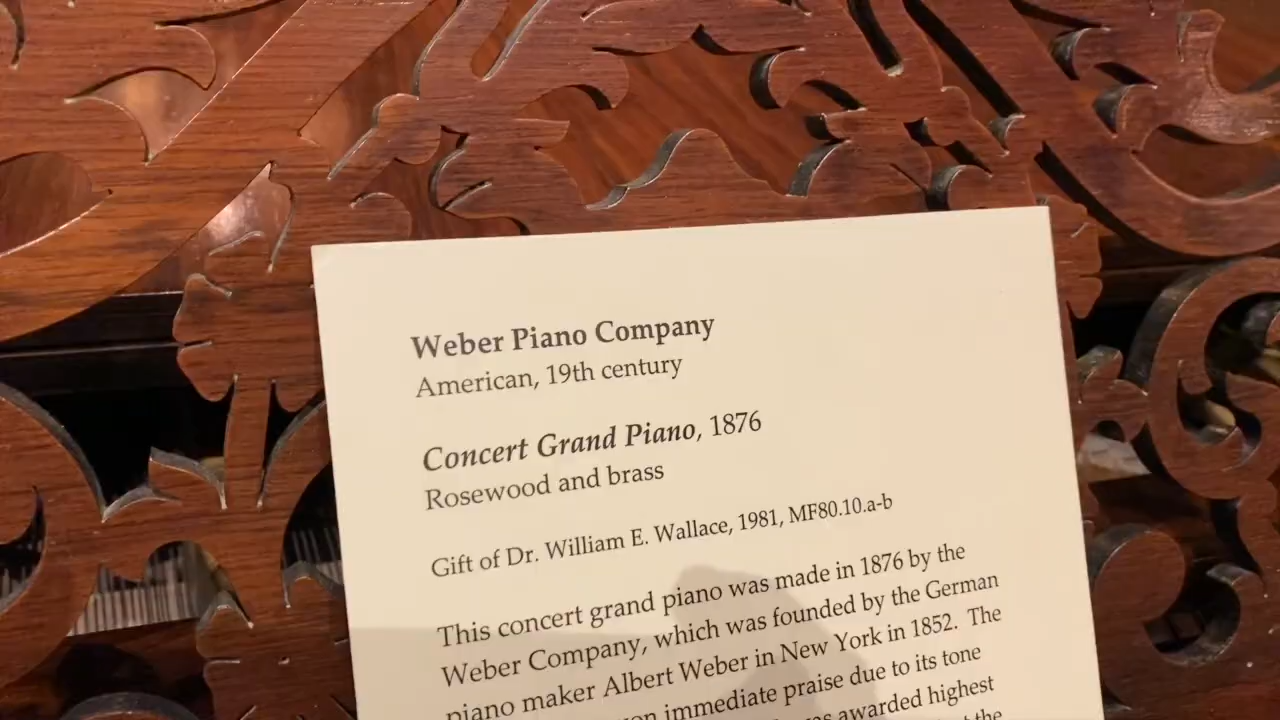 Weber Piano Company
American, 19th century
Concert Grand Piano, 1876
Rosewood and brass
Gift of Dr. William E. Wallace, 1981, MF80.10.a-b
This concert grand piano was made in 1876 by the
Weber Company, which was founded by the German
piano maker Albert Weber in New York in 1852. The
immediate praise due to its tone
awarded highest
the